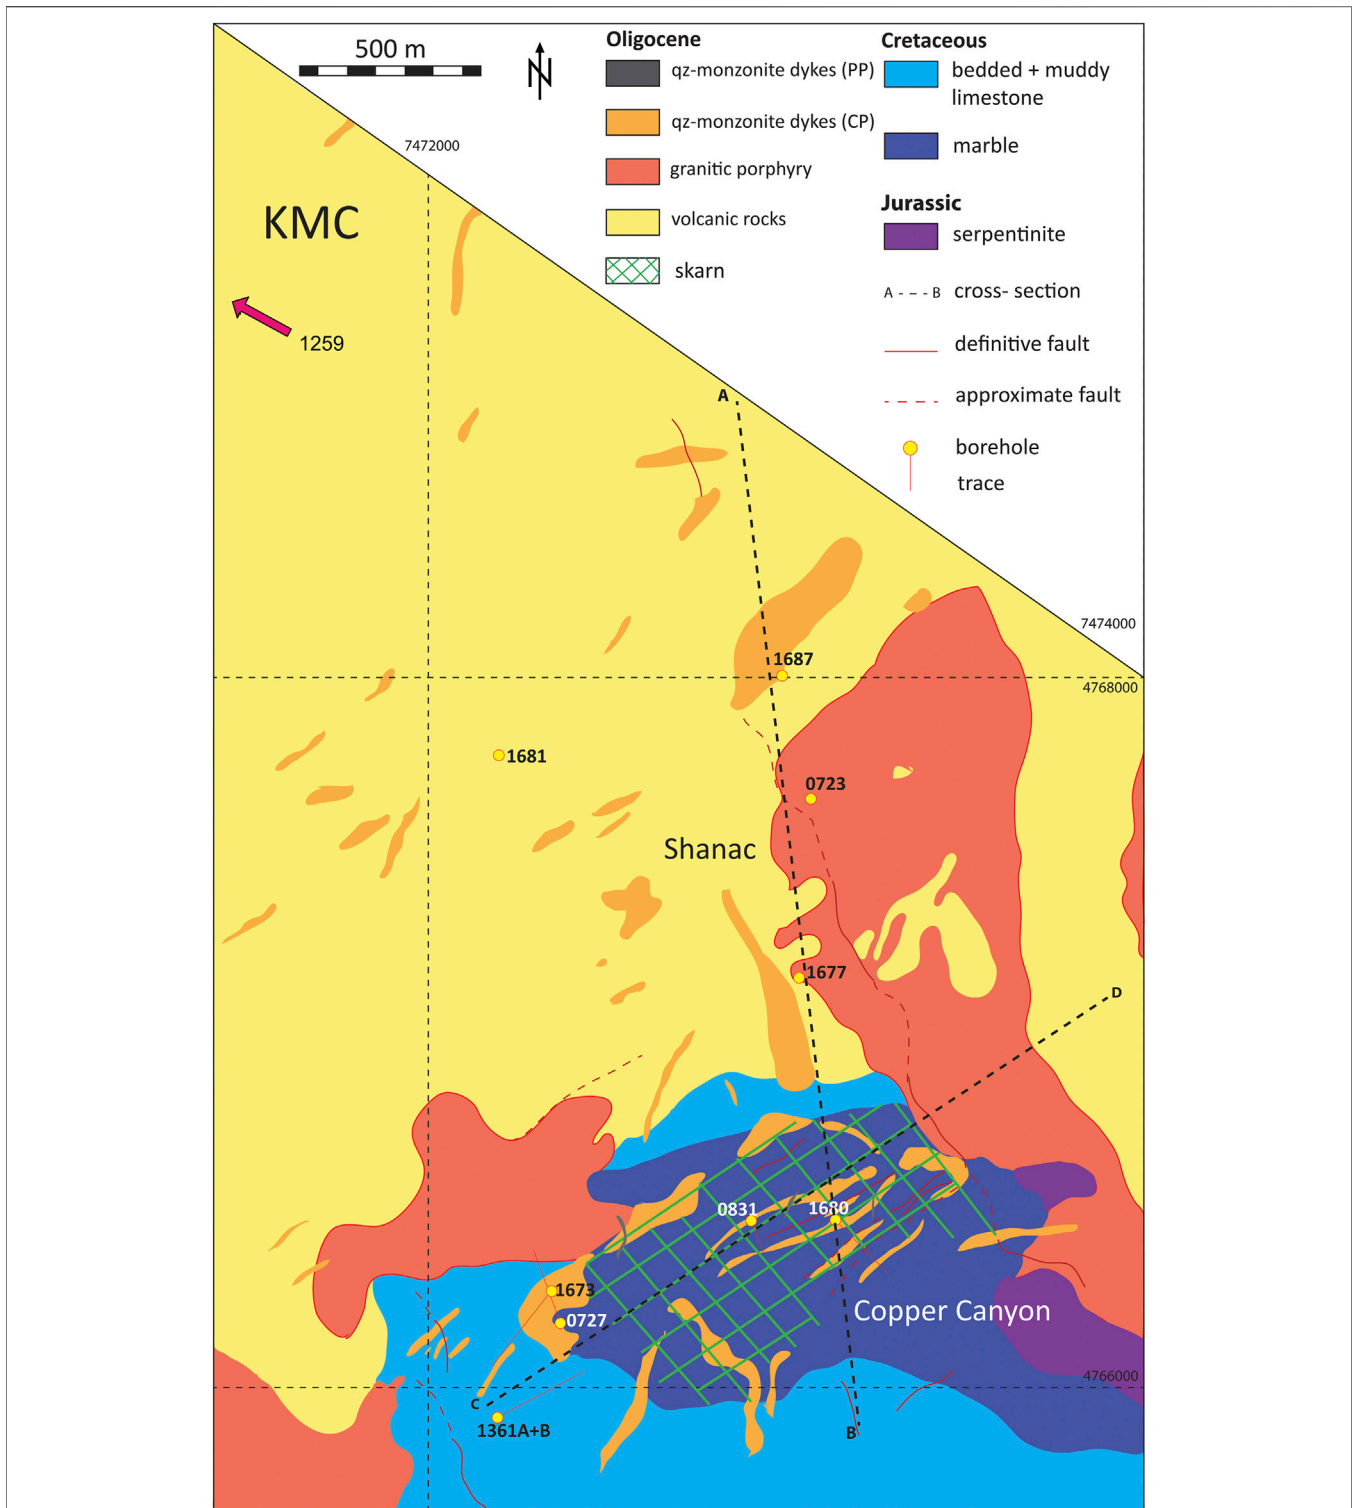 500 m
N
Oligocene
qz-monzonite dykes (PP)
qz-monzonite dykes (CP)
granitic porphyry
volcanic rocks
skarn
Cretaceous
bedded + muddy
limestone
marble
Jurassic
serpentinite
A - - - B cross- section
definitive fault
approximate fault
borehole
trace
7472000
KMC
1259
A
7474000
1687
4768000
1681
0723
Shanac
1677
D
0831
1680
1673
0727
Copper Canyon
4766000
C
1361A+B
B